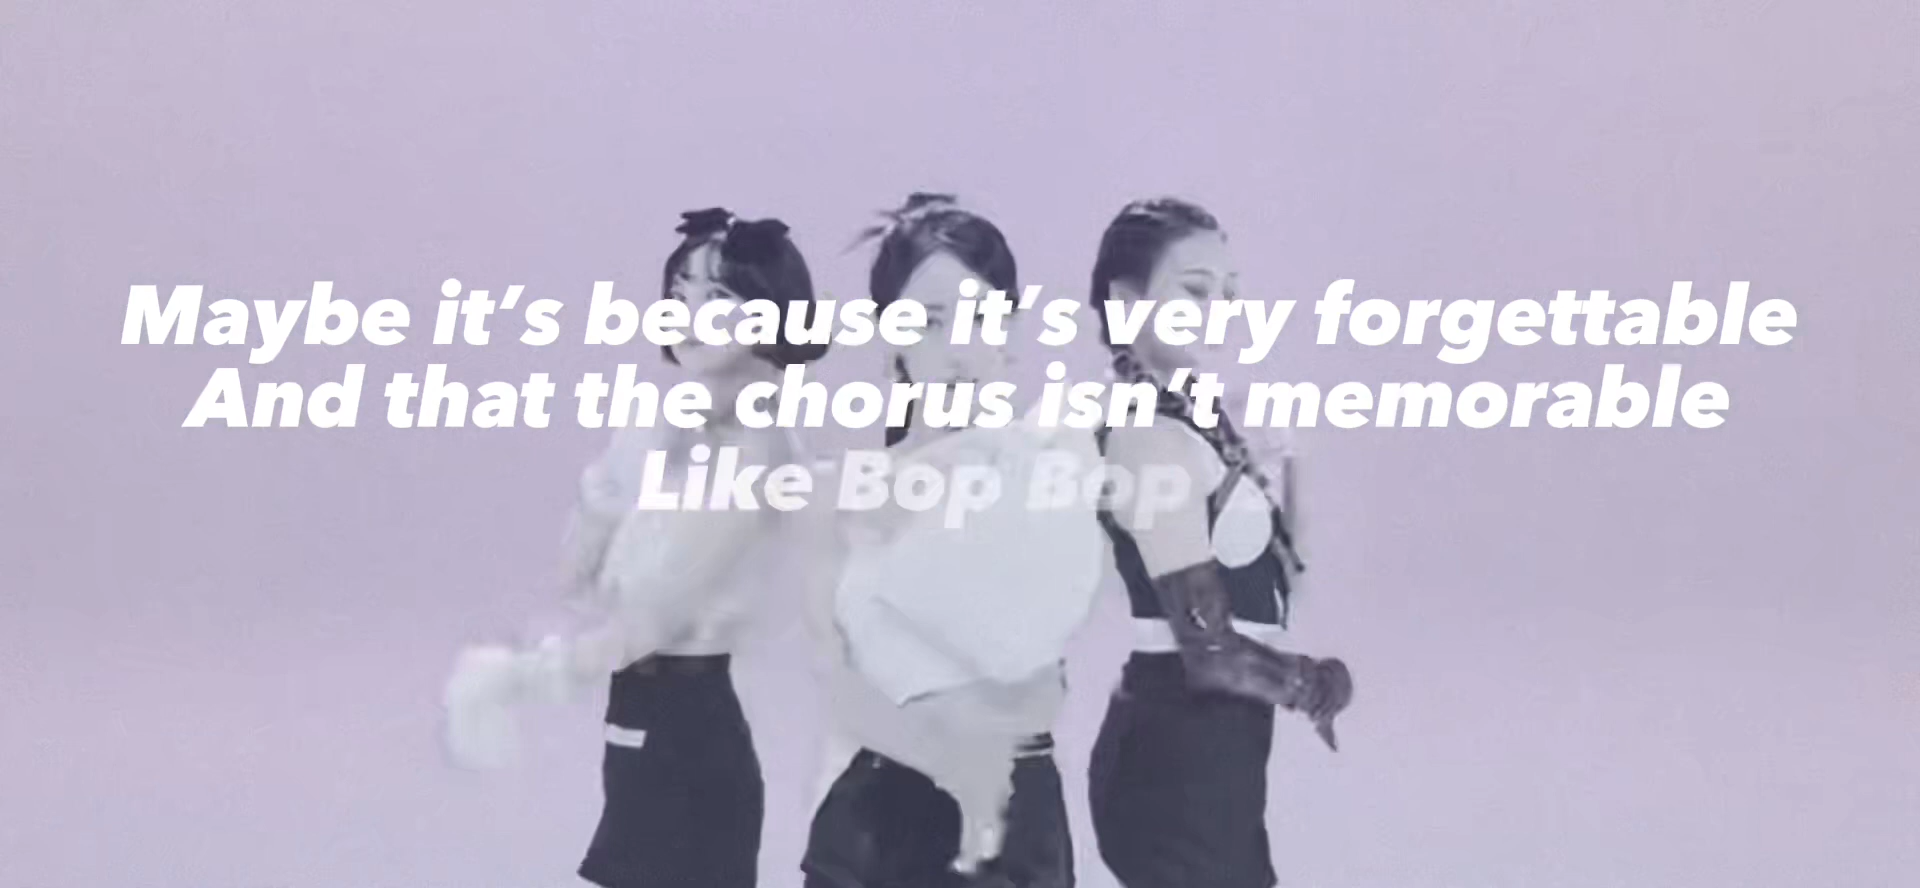 Maybe it’s because it’s very forgettable
And that the chorus isn’t memorable
Like Bop Bop